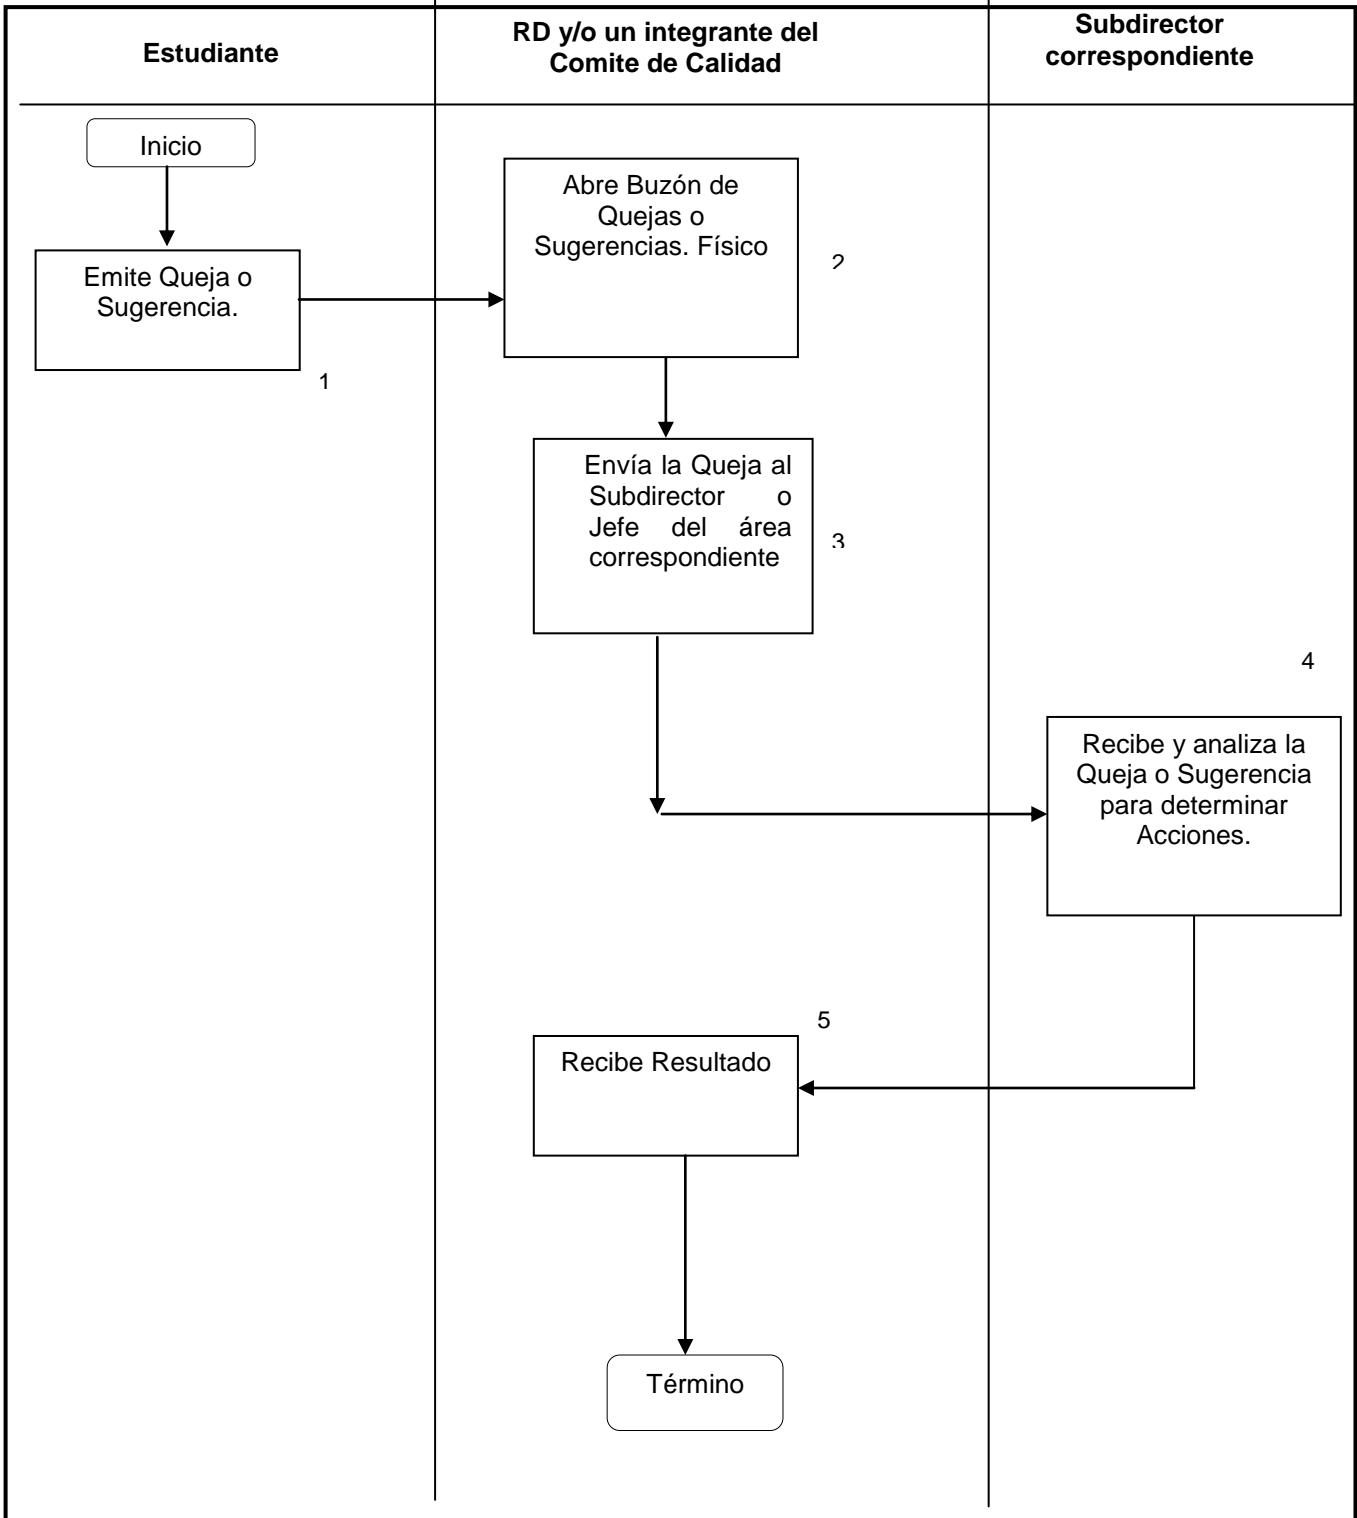 Estudiante
RD y/o un integrante del
Comite de Calidad
Subdirector
correspondiente
Inicio
Emite Queja o
Sugerencia.
1
Abre Buzón de
Quejas o
Sugerencias. Físico
2
Envía la Queja al
Subdirector o
Jefe del área
correspondiente
3
4
Recibe y analiza la
Queja o Sugerencia
para determinar
Acciones.
5
Recibe Resultado
Término